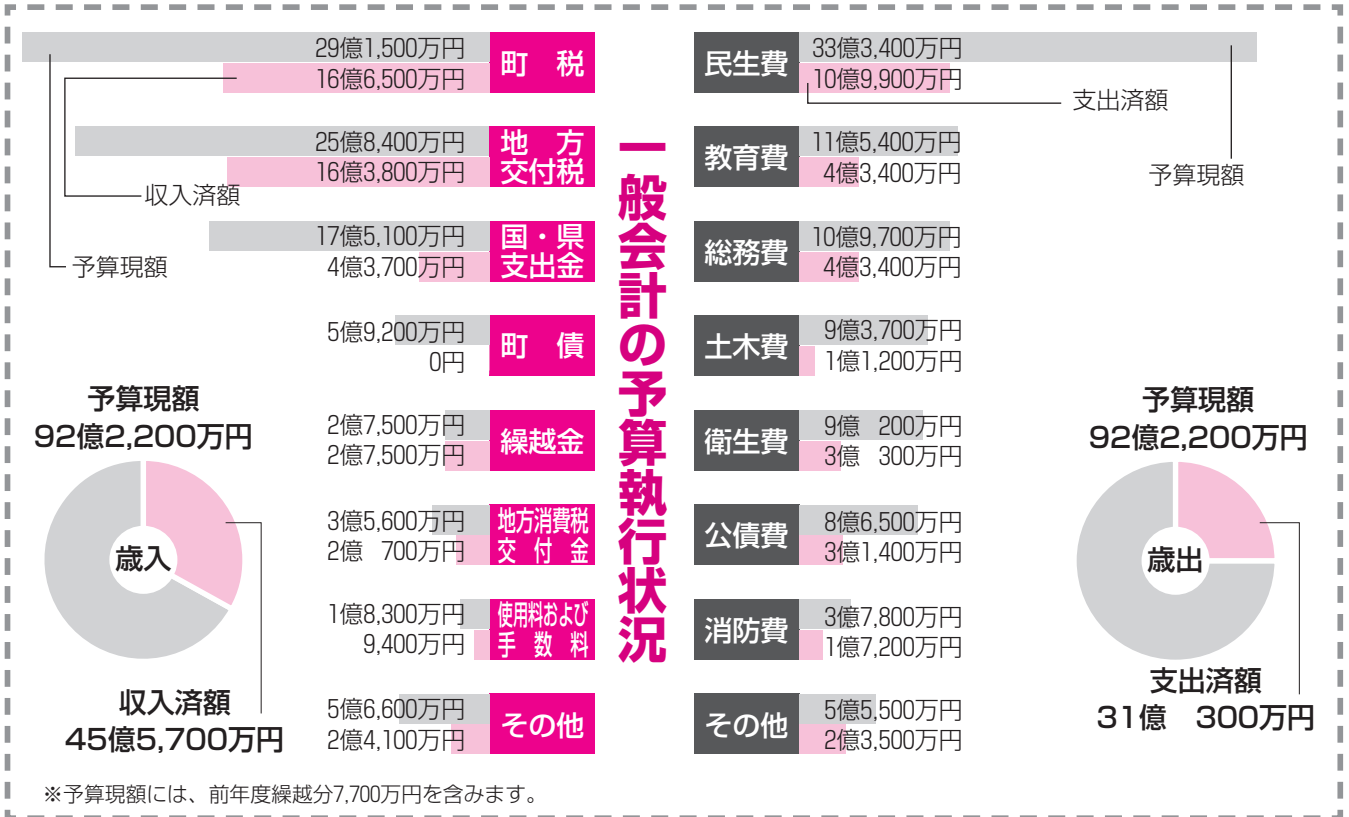 一般会計の予算執行状況
29億1,500万円
16億6,500万円
町 税
25億8,400万円
16億3,800万円
地 方
交付税
収入済額
17億5,100万円
4億3,700万円
国・県
支出金
予算現額
5億9,200万円
0円
町 債
2億7,500万円
2億7,500万円
繰越金
3億5,600万円
2億 700万円
地方消費税
交 付 金
1億8,300万円
9,400万円
使用料および
手 数 料
5億6,600万円
2億4,100万円
その他
予算現額
92億2,200万円
歳入
収入済額
45億5,700万円
民生費
33億3,400万円
10億9,900万円
支出済額
教育費
11億5,400万円
4億3,400万円
予算現額
総務費
10億9,700万円
4億3,400万円
土木費
9億3,700万円
1億1,200万円
衛生費
9億 200万円
3億 300万円
公債費
8億6,500万円
3億1,400万円
消防費
3億7,800万円
1億7,200万円
その他
5億5,500万円
2億3,500万円
予算現額
92億2,200万円
歳出
支出済額
31億 300万円
※予算現額には、前年度繰越分7,700万円を含みます。